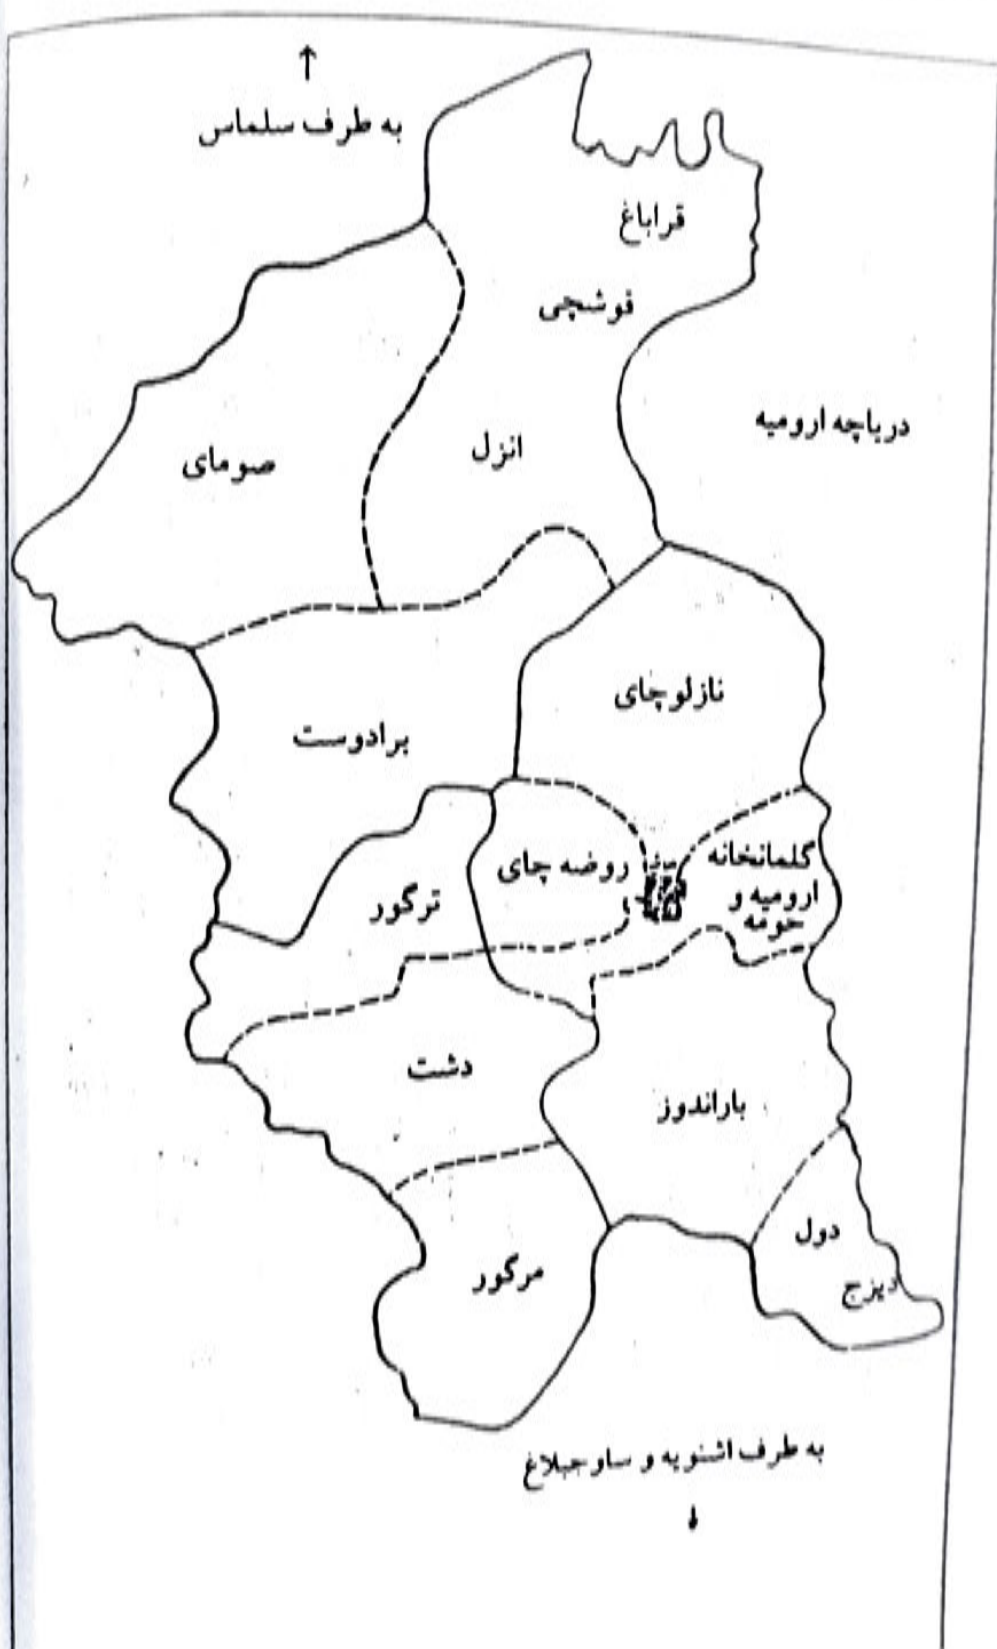 به طرف سلماس
قراباغ
قوشچی
دریاچه ارومیه
انزل
صومای
نازلوچای
برادوست
گلمانخانه
روضه چای
ارومیه و
حومه
ترگور
دشت
باراندوز
دول
دیزج
مرگور
به طرف اشنویه و ساوجبلاغ